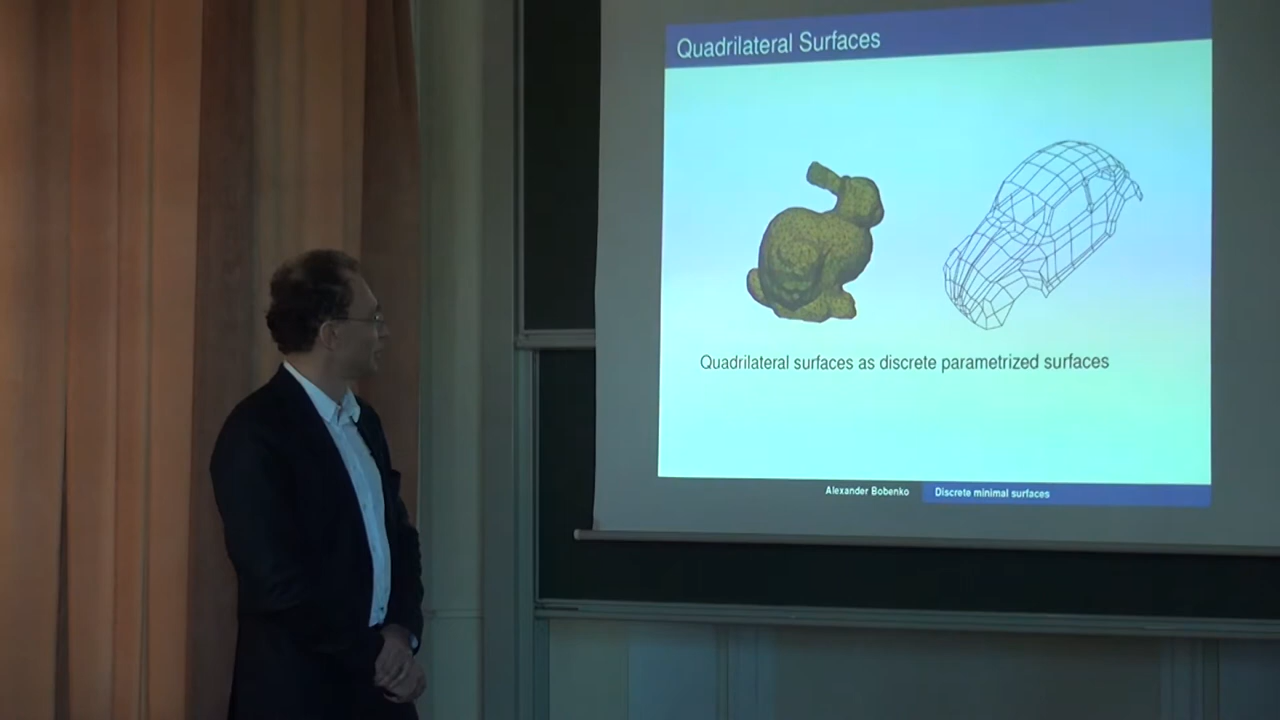 Quadrilateral Surfaces
Quadrilateral surfaces as discrete parametrized surfaces
Alexander Bobenko
Discrete minimal surfaces